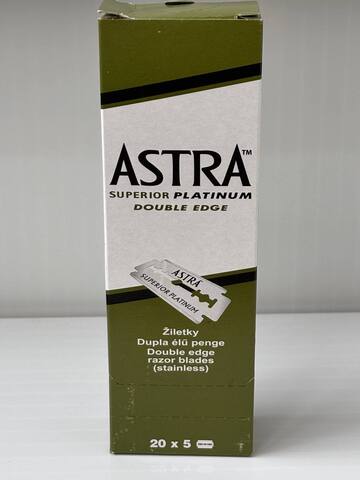 ASTRA™
SUPERIOR PLATINUM
DOUBLE EDGE
ASTRA
SUPERIOR PLATINUM
Žiletky
Dupla élű penge
Double edge
razor blades
(stainless)
20 x 5